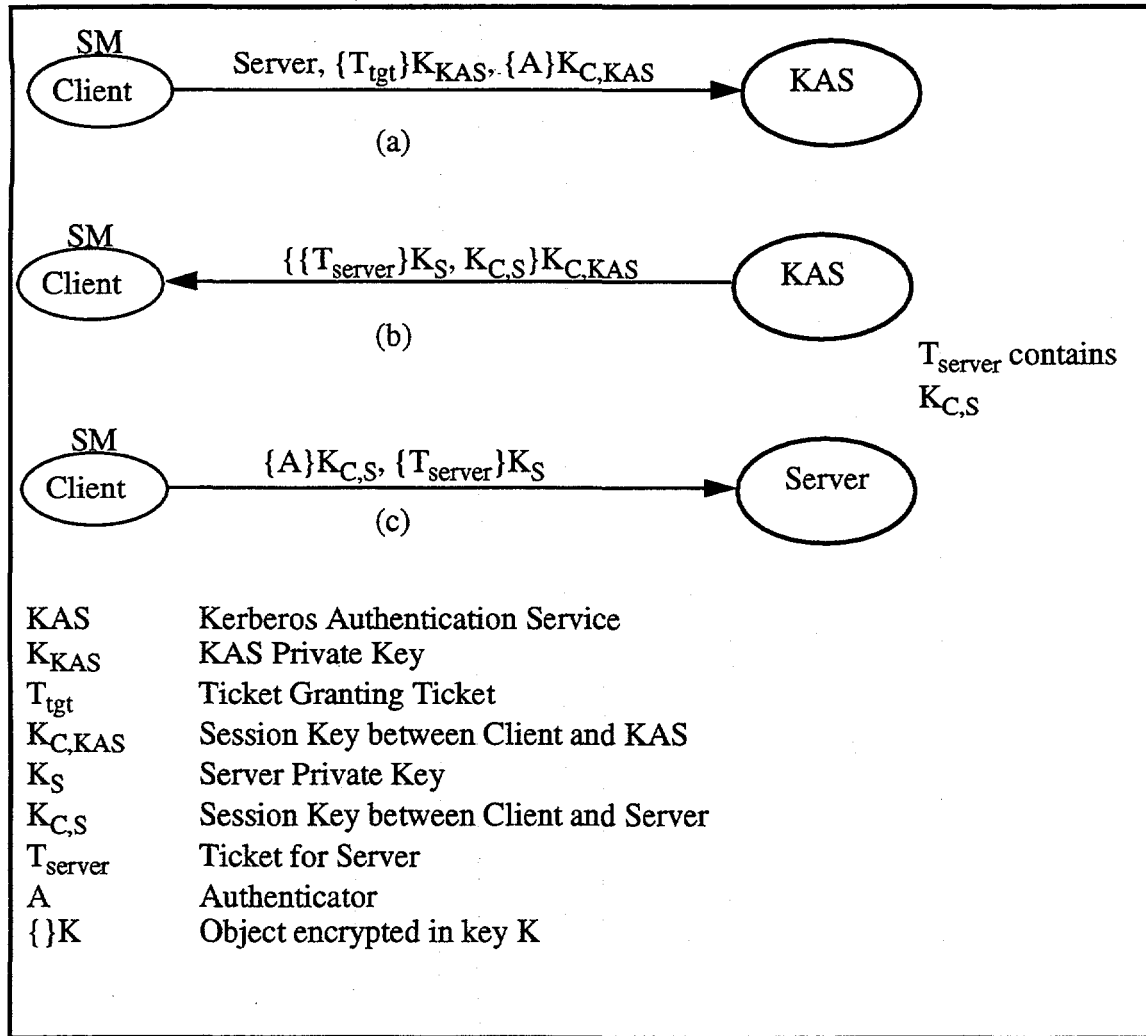 SM
Client
Server, {T_tgt}K_KAS, {A}K_C,KAS
KAS
(a)
SM
Client
{{T_server}K_S, K_C,S}K_C,KAS
KAS
(b)
T_server contains
K_C,S
SM
Client
{A}K_C,S, {T_server}K_S
Server
(c)
KAS Kerberos Authentication Service
K_KAS KAS Private Key
T_tgt Ticket Granting Ticket
K_C,KAS Session Key between Client and KAS
K_S Server Private Key
K_C,S Session Key between Client and Server
T_server Ticket for Server
A Authenticator
{ }K Object encrypted in key K